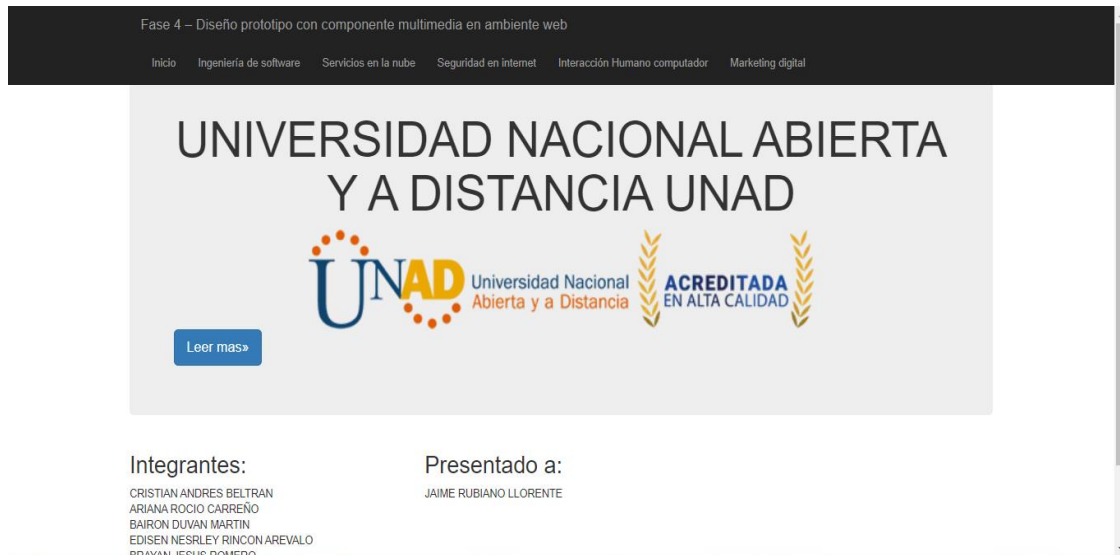 Fase 4 – Diseño prototipo con componente multimedia en ambiente web
Inicio Ingeniería de software Servicios en la nube Seguridad en internet Interacción Humano computador Marketing digital
UNIVERSIDAD NACIONAL ABIERTA
Y A DISTANCIA UNAD
UNAD Universidad Nacional
Abierta y a Distancia
ACREDITADA
EN ALTA CALIDAD
Leer mas»
Integrantes:
CRISTIAN ANDRES BELTRAN
ARIANA ROCIO CARREÑO
BAIRON DUVAN MARTIN
EDISEN NESRLEY RINCON AREVALO
BRAYAN JESUS ROMERO
Presentado a:
JAIME RUBIANO LLORENTE